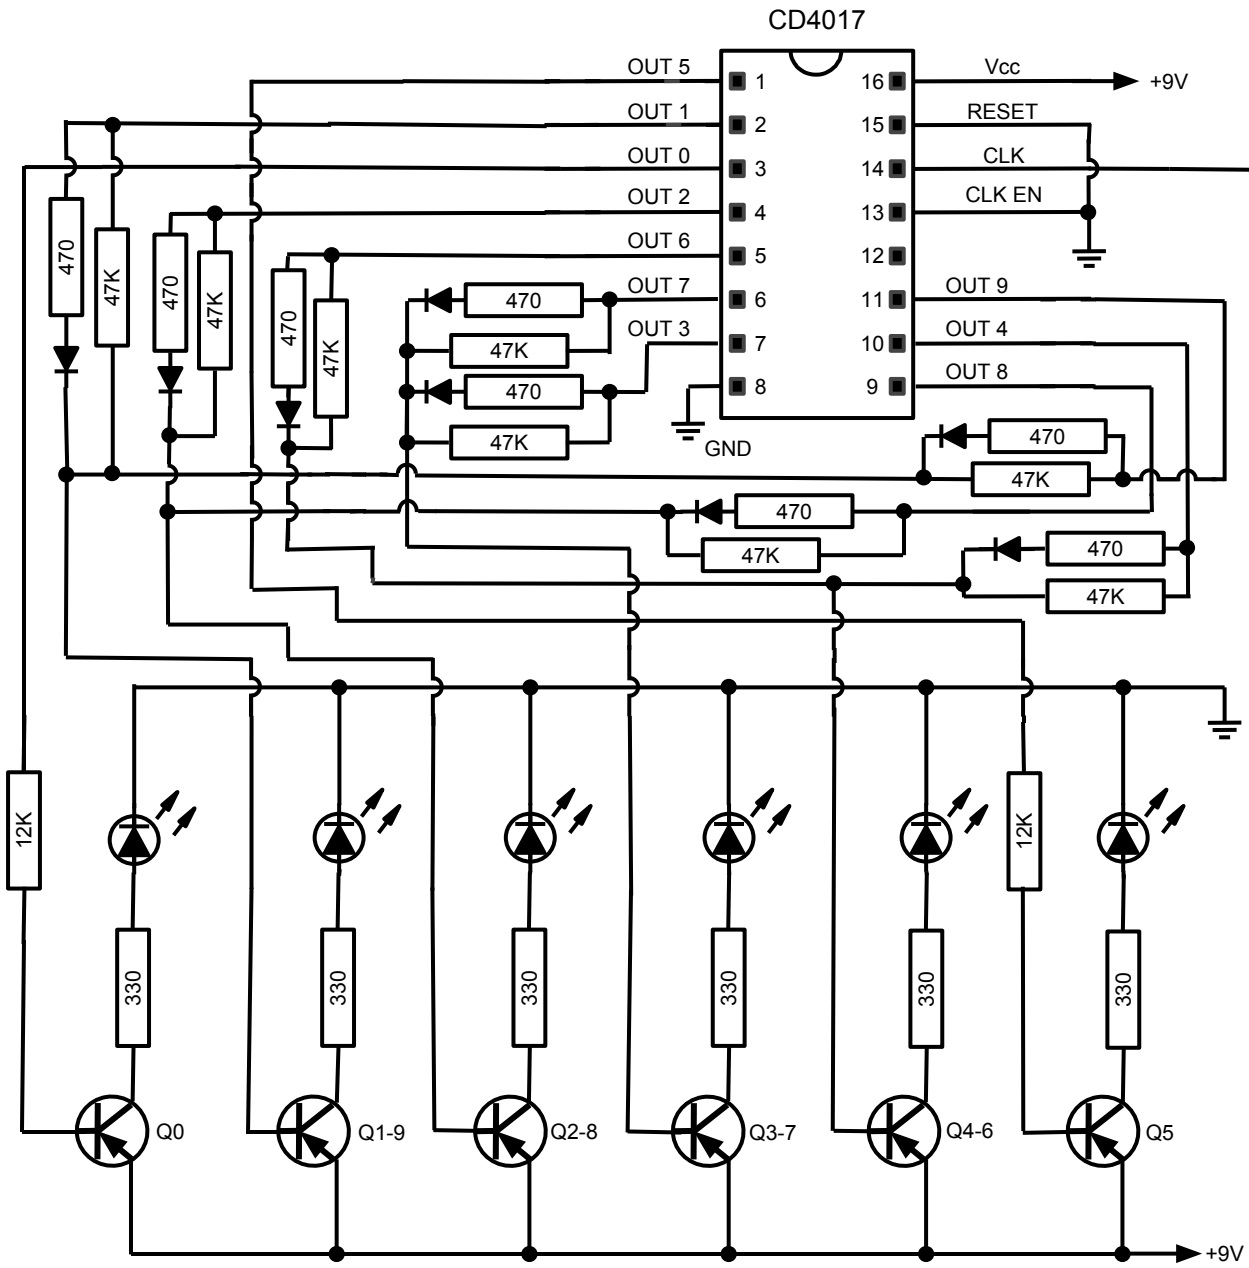 CD4017
OUT 5 1 16 Vcc +9V
OUT 1 2 15 RESET
OUT 0 3 14 CLK
OUT 2 4 13 CLK EN
OUT 6 5 12
OUT 7 6 11 OUT 9
OUT 3 7 10 OUT 4
8 9 OUT 8
GND
470
47K
470
47K
470
47K
470
47K
470
47K
470
47K
470
47K
470
47K
12K
12K
330
330
330
330
330
330
Q0
Q1-9
Q2-8
Q3-7
Q4-6
Q5
+9V